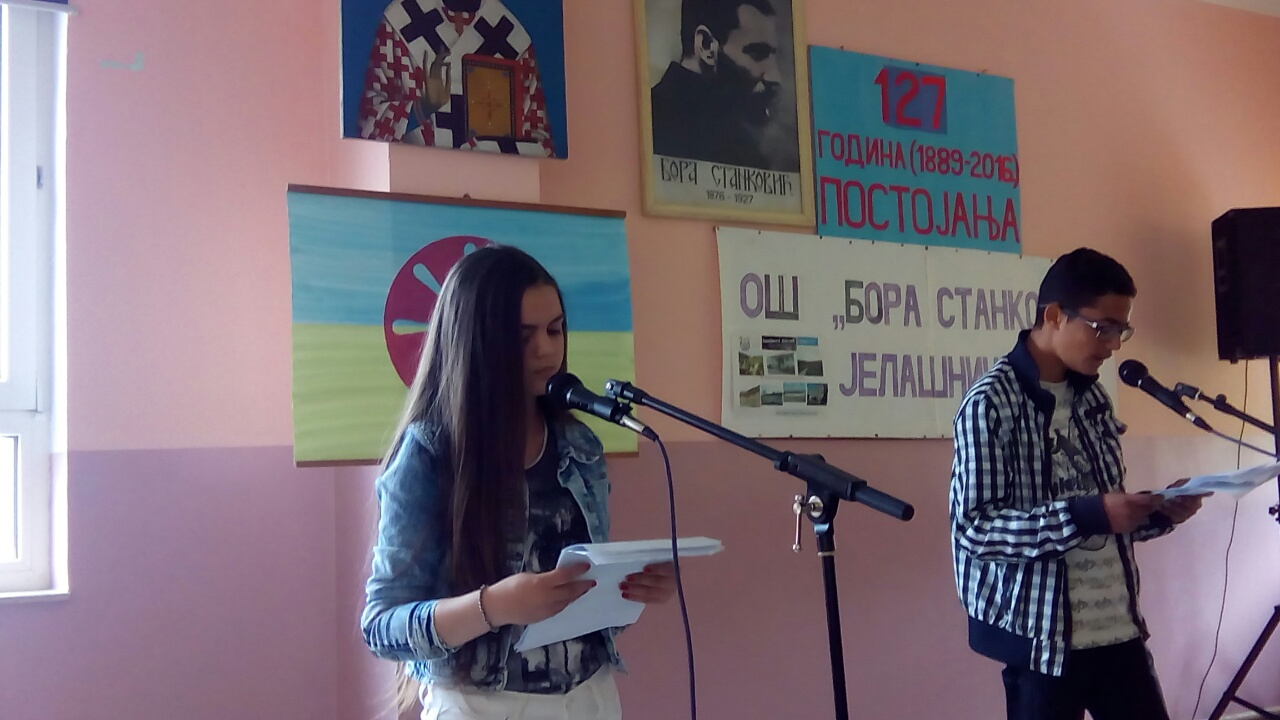 БОРА СТАНКОВИЋ
1876 - 1927
127
ГОДИНА (1889-2016)
ПОСТОЈАЊА
ОШ „БОРА СТАНКО
ЈЕЛАШНИ